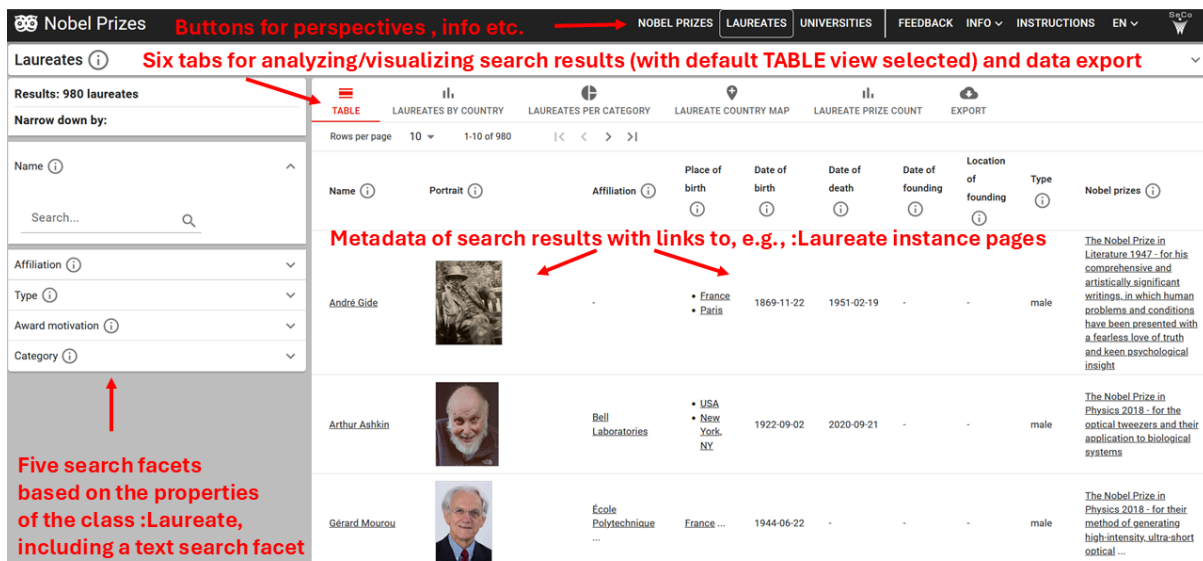 Nobel Prizes
Buttons for perspectives , info etc.
NOBEL PRIZES LAUREATES UNIVERSITIES FEEDBACK INFO INSTRUCTIONS EN
SeCo
Laureates
Six tabs for analyzing/visualizing search results (with default TABLE view selected) and data export
Results: 980 laureates
Narrow down by:
TABLE LAUREATES BY COUNTRY LAUREATES PER CATEGORY LAUREATE COUNTRY MAP LAUREATE PRIZE COUNT EXPORT
Rows per page 10 1-10 of 980
Name
Search...
Affiliation
Type
Award motivation
Category
Name
Portrait
Affiliation
Place of
birth
Date of
birth
Date of
death
Date of
founding
Location
of
founding
Type
Nobel prizes
Metadata of search results with links to, e.g., :Laureate instance pages
André Gide
-
• France
• Paris
1869-11-22
1951-02-19
-
-
male
The Nobel Prize in
Literature 1947 - for his
comprehensive and
artistically significant
writings, in which human
problems and conditions
have been presented with
a fearless love of truth
and keen psychological
insight
Arthur Ashkin
Bell
Laboratories
• USA
• New
York,
NY
1922-09-02
2020-09-21
-
-
male
The Nobel Prize in
Physics 2018 - for the
optical tweezers and their
application to biological
systems
Gérard Mourou
École
Polytechnique
...
France ...
1944-06-22
-
-
-
male
The Nobel Prize in
Physics 2018 - for their
method of generating
high-intensity, ultra-short
optical ...
Five search facets
based on the properties
of the class :Laureate,
including a text search facet